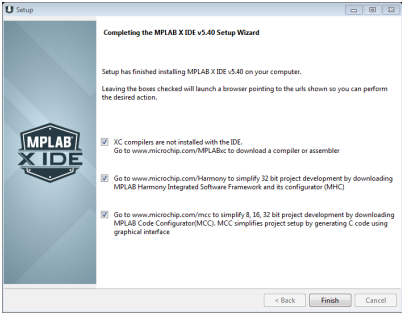 Setup
Completing the MPLAB X IDE v5.40 Setup Wizard
Setup has finished installing MPLAB X IDE v5.40 on your computer.
Leaving the boxes checked will launch a browser pointing to the urls shown so you can perform
the desired action.
MPLAB
X IDE
XC compilers are not installed with the IDE.
Go to www.microchip.com/MPLABxc to download a compiler or assembler
Go to www.microchip.com/Harmony to simplify 32 bit project development by downloading
MPLAB Harmony Integrated Software Framework and its configurator (MHC)
Go to www.microchip.com/mcc to simplify 8, 16, 32 bit project development by downloading
MPLAB Code Configurator(MCC). MCC simplifies project setup by generating C code using
graphical interface
< Back Finish Cancel